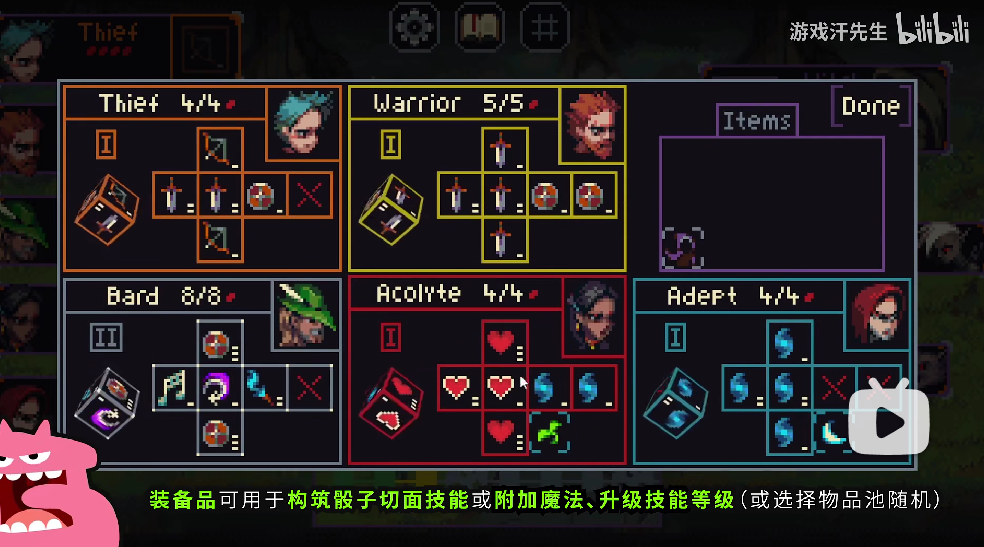 Thief
游戏汗先生 bilibili
Thief 4/4
I
Warrior 5/5
I
Items
Done
Bard 8/8
II
Acolyte 4/4
I
Adept 4/4
I
装备品可用于构筑骰子切面技能或附加魔法、升级技能等级（或选择物品池随机）